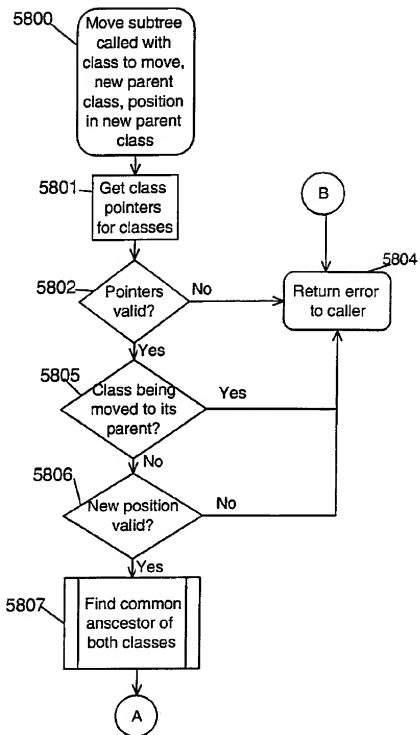 5800
Move subtree
called with
class to move,
new parent
class, position
in new parent
class
5801
Get class
pointers
for classes
B
5802
Pointers
valid?
No
5804
Return error
to caller
Yes
5805
Class being
moved to its
parent?
Yes
No
5806
New position
valid?
No
Yes
5807
Find common
anscestor of
both classes
A